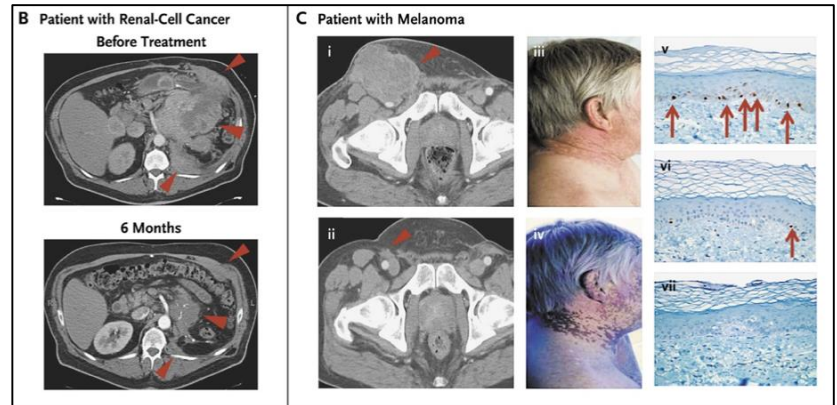 B Patient with Renal-Cell Cancer
Before Treatment
6 Months
C Patient with Melanoma
i
ii
iii
iv
v
vi
vii